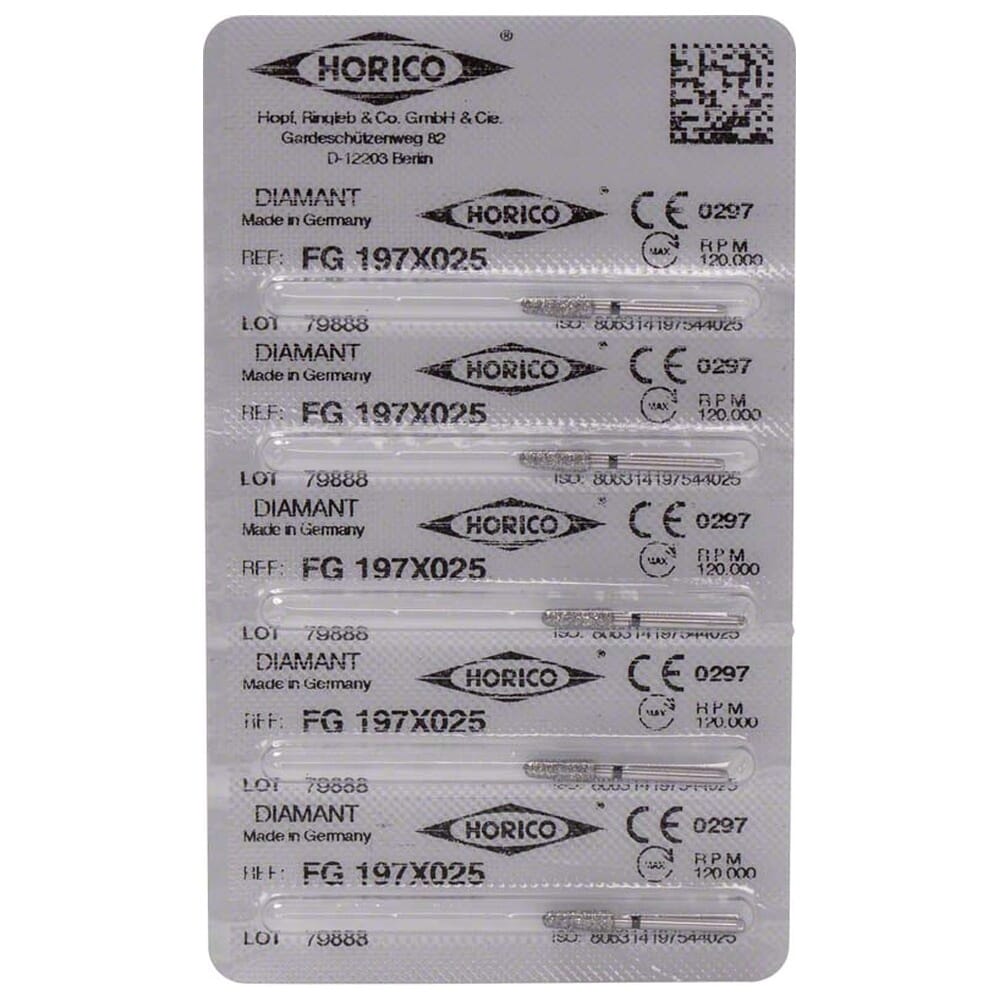 HORICO ®
Hopf, Ringleb & Co. GmbH & Cie.
Gardeschützenweg 82
D-12203 Berlin
DIAMANT HORICO ® CE 0297
Made in Germany
MAX RPM
REF: FG 197X025 120.000
LOT 79888 ISO: 806314197544025
DIAMANT HORICO ® CE 0297
Made in Germany
MAX RPM
REF: FG 197X025 120.000
LOT 79888 ISO: 806314197544025
DIAMANT HORICO ® CE 0297
Made in Germany
MAX RPM
REF: FG 197X025 120.000
LOT 79888 ISO: 806314197544025
DIAMANT HORICO ® CE 0297
Made in Germany
MAX RPM
REF: FG 197X025 120.000
LOT 79888 ISO: 806314197544025
DIAMANT HORICO ® CE 0297
Made in Germany
MAX RPM
REF: FG 197X025 120.000
LOT 79888 ISO: 806314197544025